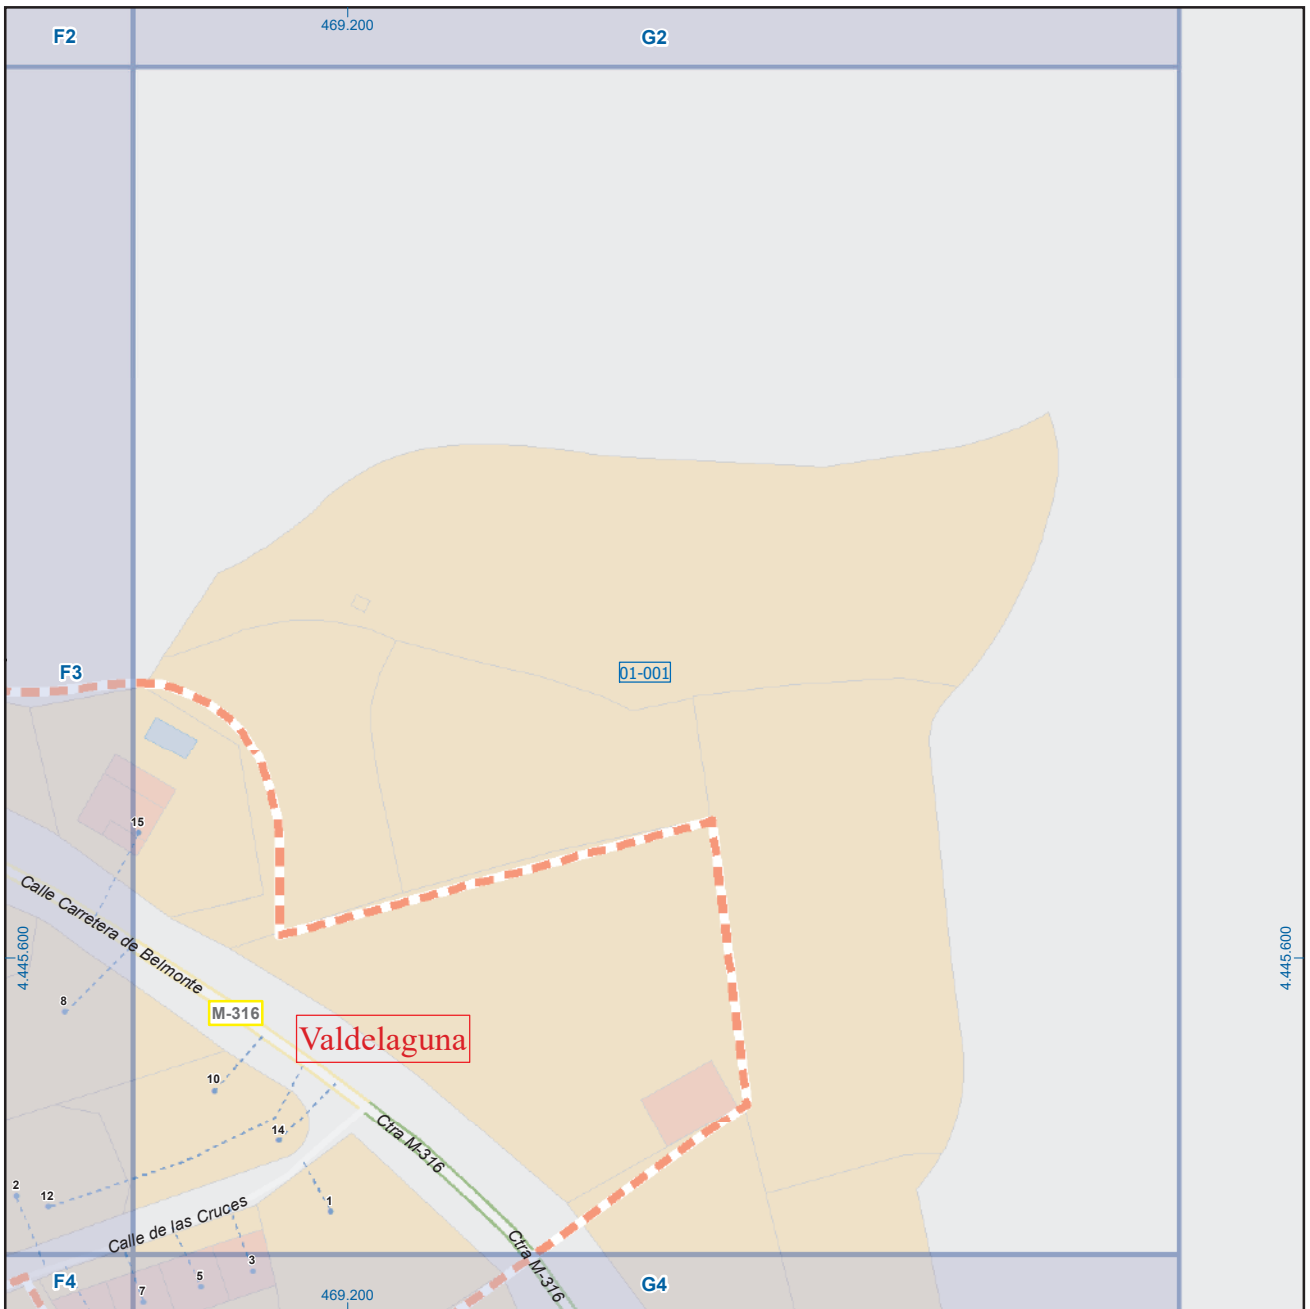 F2
469.200
G2
F3
01-001
15
Calle Carretera de Belmonte
4.445.600
4.445.600
8
M-316
Valdelaguna
10
14
Ctra M-316
2
12
1
Calle de las Cruces
Ctra M-316
3
5
7
F4
469.200
G4